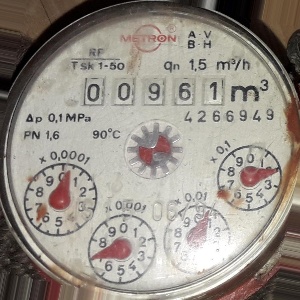 METRON
A·V
B·H
RF
Tsk 1-50
qn 1,5 m³/h
00961 m³
Δp 0,1 MPa
4266949
PN 1,6
90°C
x 0,0001
x 0,1
x 0,01
x 0,001